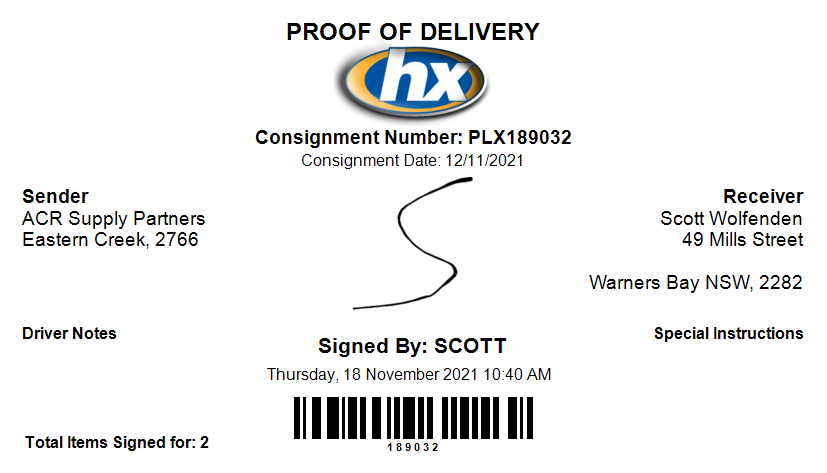 PROOF OF DELIVERY
hx
Consignment Number: PLX189032
Consignment Date: 12/11/2021
Sender
ACR Supply Partners
Eastern Creek, 2766
Receiver
Scott Wolfenden
49 Mills Street
Warners Bay NSW, 2282
S
Driver Notes
Special Instructions
Signed By: SCOTT
Thursday, 18 November 2021 10:40 AM
189032
Total Items Signed for: 2